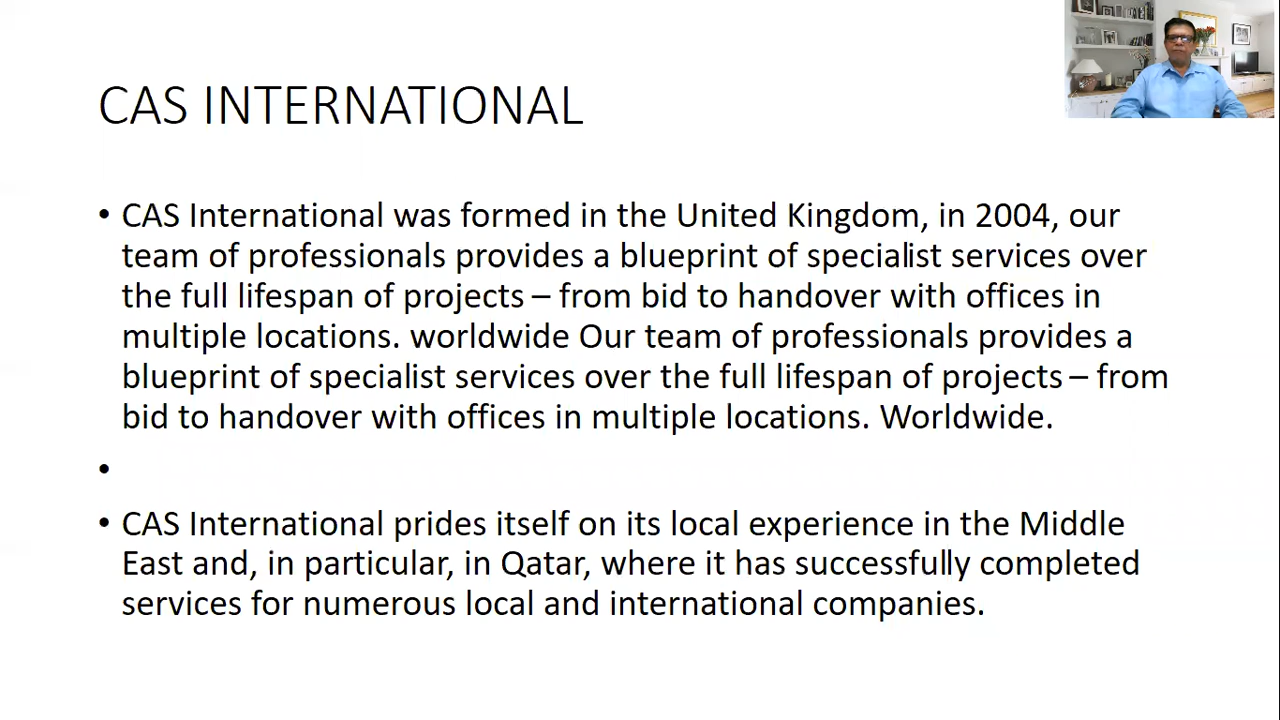 CAS INTERNATIONAL
• CAS International was formed in the United Kingdom, in 2004, our
team of professionals provides a blueprint of specialist services over
the full lifespan of projects – from bid to handover with offices in
multiple locations. worldwide Our team of professionals provides a
blueprint of specialist services over the full lifespan of projects – from
bid to handover with offices in multiple locations. Worldwide.
•
• CAS International prides itself on its local experience in the Middle
East and, in particular, in Qatar, where it has successfully completed
services for numerous local and international companies.